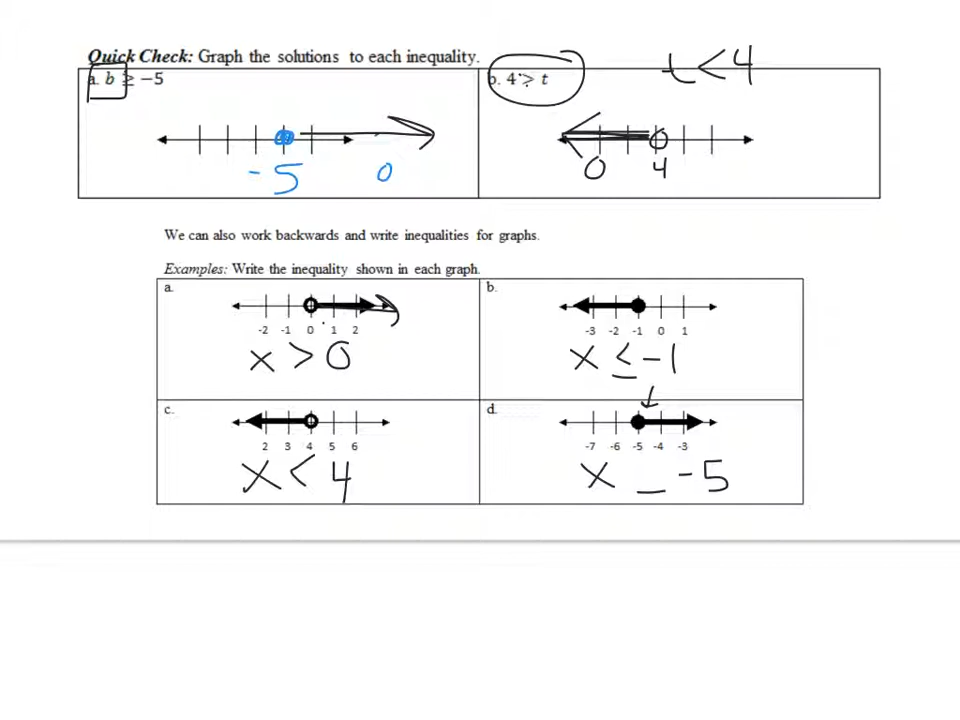 Quick Check: Graph the solutions to each inequality.
a. b ≥ −5
b. 4 > t
t < 4
-5 0
0 4
We can also work backwards and write inequalities for graphs.
Examples: Write the inequality shown in each graph.
a.
-2 -1 0 1 2
x > 0
b.
-3 -2 -1 0 1
x ≤ -1
c.
2 3 4 5 6
x < 4
d.
-7 -6 -5 -4 -3
x _ -5